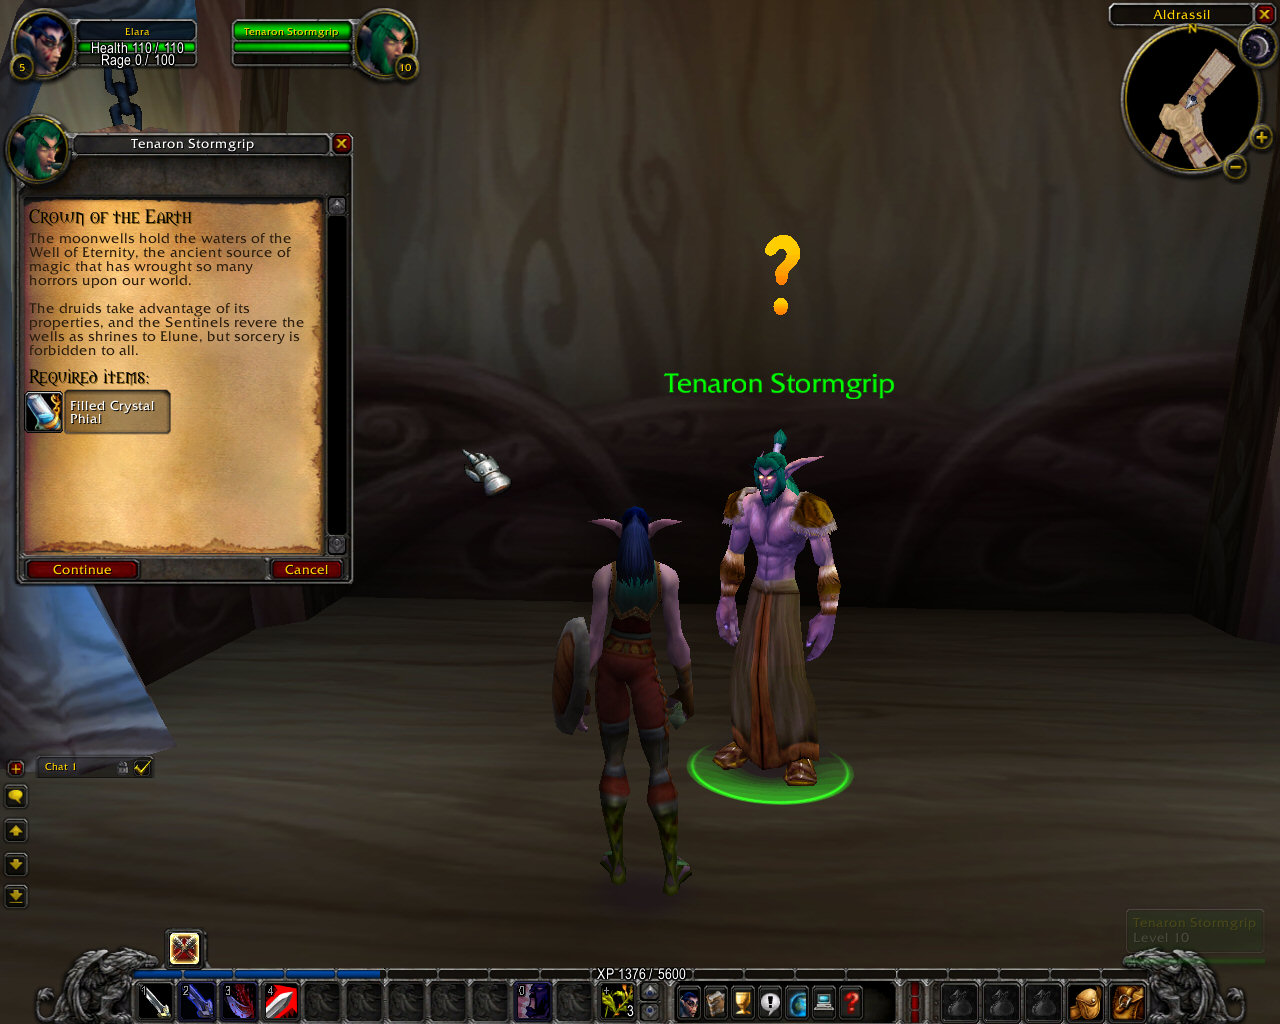 Elara
Health 110 / 110
Rage 0 / 100
5
Tenaron Stormgrip
10
Aldrassil
N
Tenaron Stormgrip
Crown of the Earth
The moonwells hold the waters of the
Well of Eternity, the ancient source of
magic that has wrought so many
horrors upon our world.
The druids take advantage of its
properties, and the Sentinels revere the
wells as shrines to Elune, but sorcery is
forbidden to all.
Required items:
Filled Crystal
Phial
Continue
Cancel
?
Tenaron Stormgrip
Chat 1
Tenaron Stormgrip
Level 10
XP 1376 / 5600
1
2
3
4
0
+
3
!
?